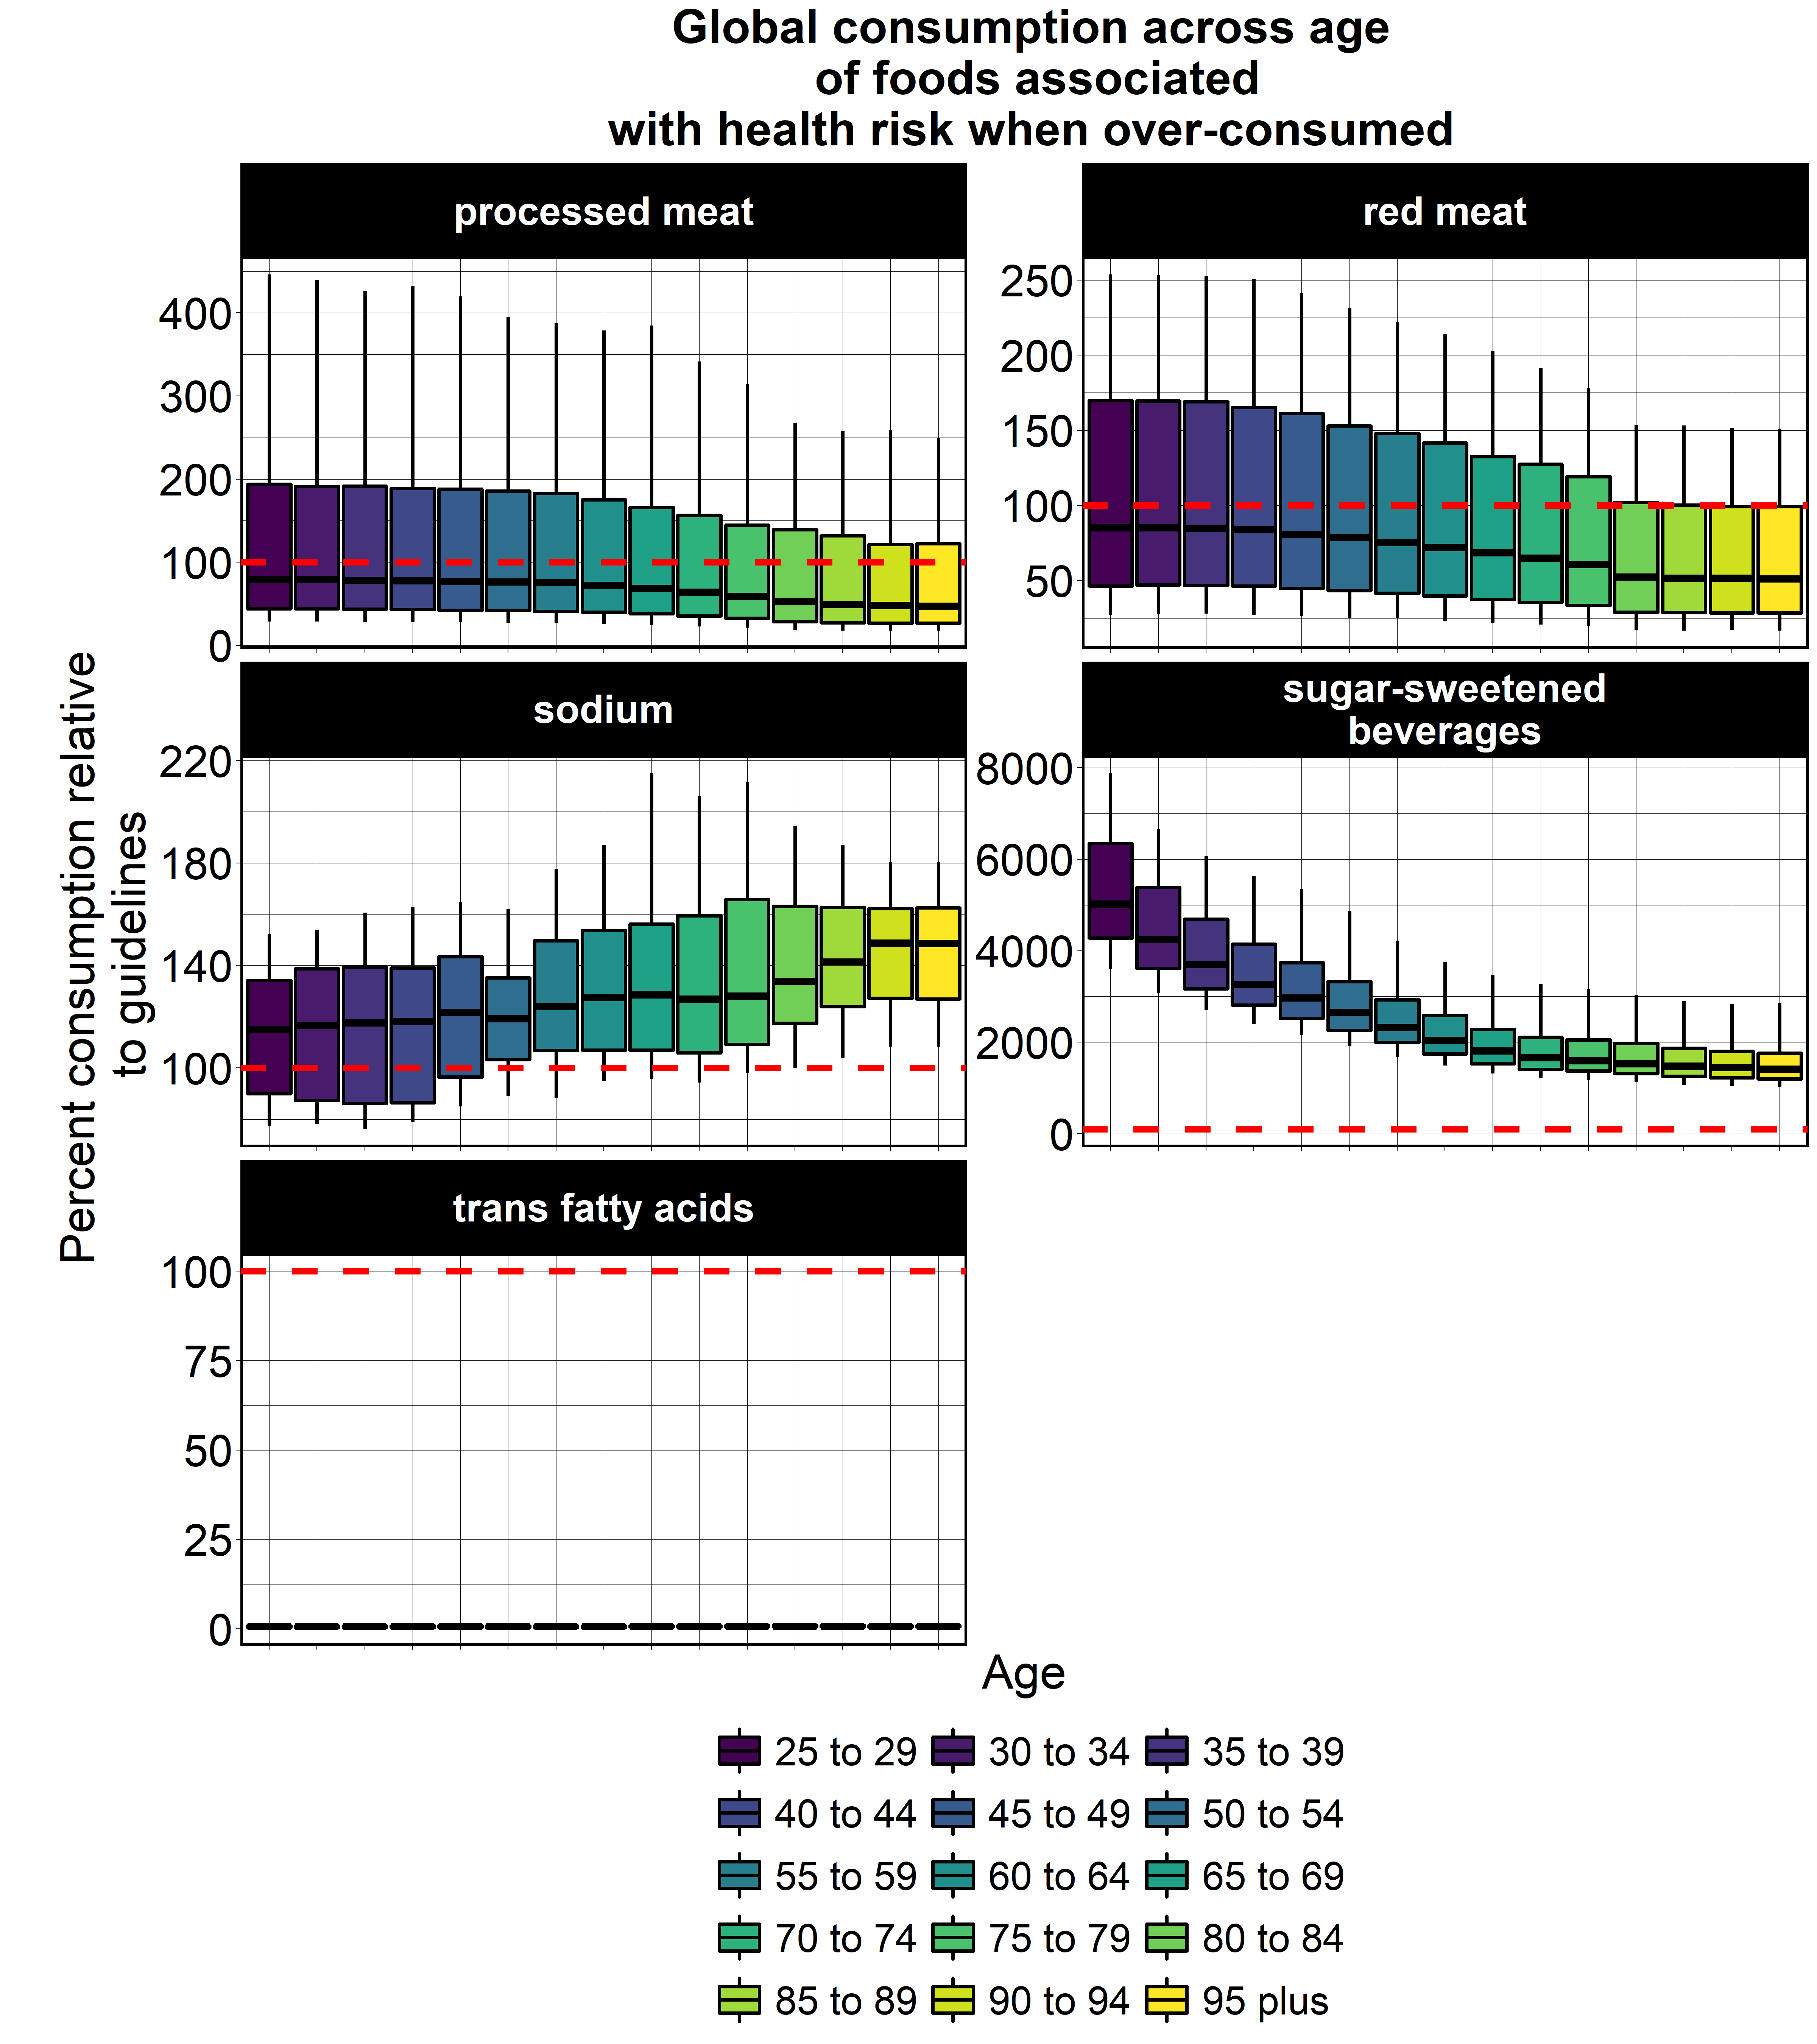 Global consumption across age
of foods associated
with health risk when over-consumed
processed meat
red meat
400
300
200
100
0
250
200
150
100
50
sodium
sugar-sweetened
beverages
220
180
140
100
8000
6000
4000
2000
0
trans fatty acids
100
75
50
25
0
Percent consumption relative
to guidelines
Age
25 to 29
30 to 34
35 to 39
40 to 44
45 to 49
50 to 54
55 to 59
60 to 64
65 to 69
70 to 74
75 to 79
80 to 84
85 to 89
90 to 94
95 plus